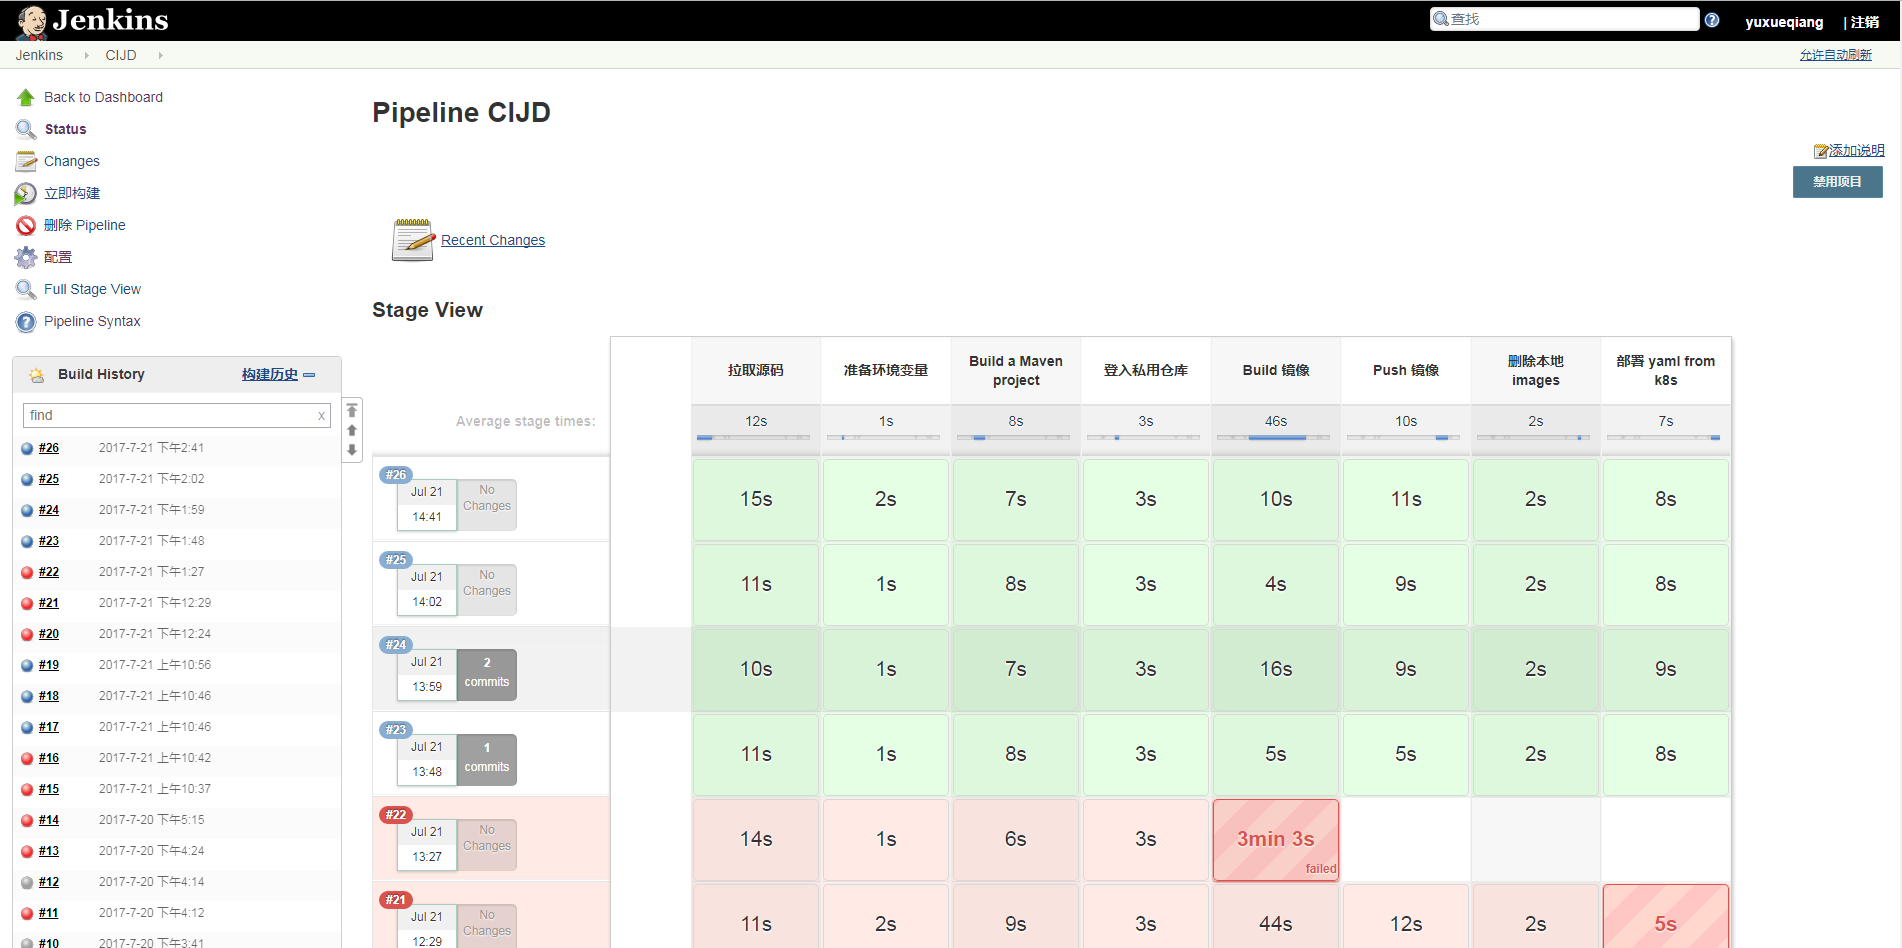 Jenkins
查找
yuxueqiang
| 注销
Jenkins
CIJD
允许自动刷新
Back to Dashboard
Status
Changes
立即构建
删除 Pipeline
配置
Full Stage View
Pipeline Syntax
Build History
构建历史
find
x
#26 2017-7-21 下午2:41
#25 2017-7-21 下午2:02
#24 2017-7-21 下午1:59
#23 2017-7-21 下午1:48
#22 2017-7-21 下午1:27
#21 2017-7-21 下午12:29
#20 2017-7-21 下午12:24
#19 2017-7-21 上午10:56
#18 2017-7-21 上午10:46
#17 2017-7-21 上午10:46
#16 2017-7-21 上午10:42
#15 2017-7-21 上午10:37
#14 2017-7-20 下午5:15
#13 2017-7-20 下午4:24
#12 2017-7-20 下午4:14
#11 2017-7-20 下午4:12
#10 2017-7-20 下午3:41
Pipeline CIJD
添加说明
禁用项目
Recent Changes
Stage View
拉取源码
准备环境变量
Build a Maven
project
登入私用仓库
Build 镜像
Push 镜像
删除本地
images
部署 yaml from
k8s
Average stage times:
12s 1s 8s 3s 46s 10s 2s 7s
#26
Jul 21
14:41
No
Changes
15s 2s 7s 3s 10s 11s 2s 8s
#25
Jul 21
14:02
No
Changes
11s 1s 8s 3s 4s 9s 2s 8s
#24
Jul 21
13:59
2
commits
10s 1s 7s 3s 16s 9s 2s 9s
#23
Jul 21
13:48
1
commits
11s 1s 8s 3s 5s 5s 2s 8s
#22
Jul 21
13:27
No
Changes
14s 1s 6s 3s 3min 3s
failed
#21
Jul 21
12:29
No
Changes
11s 2s 9s 3s 44s 12s 2s 5s